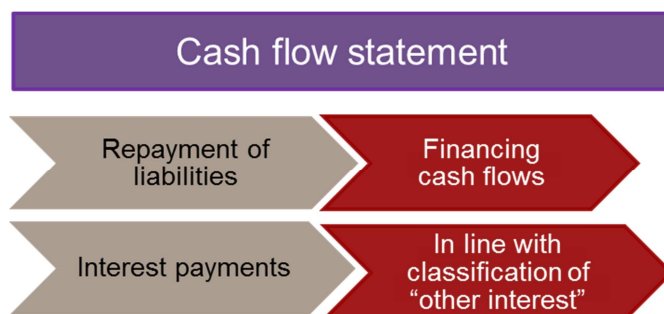 Cash flow statement
Repayment of
liabilities
Financing
cash flows
Interest payments
In line with
classification of
“other interest”